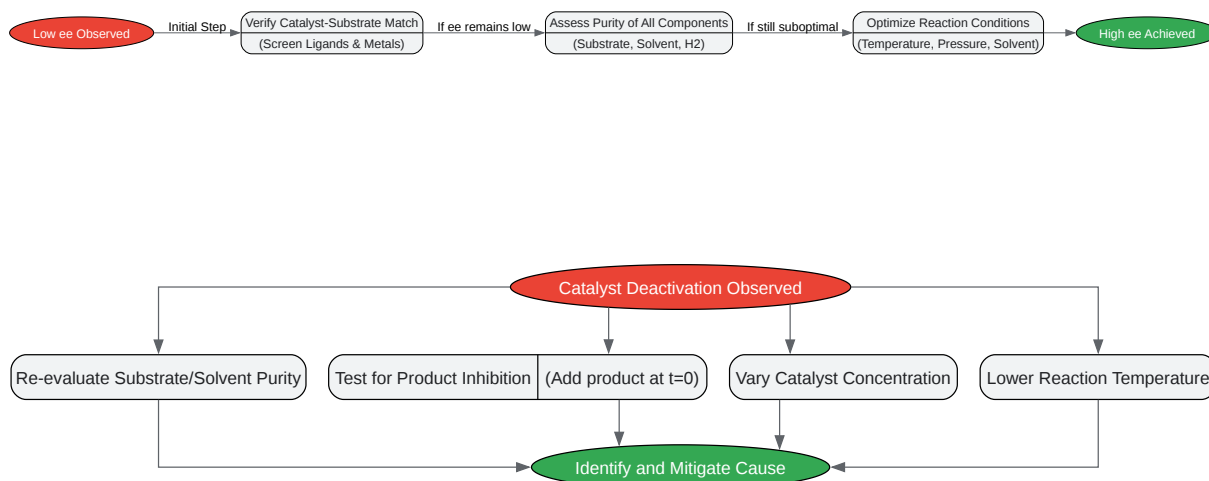 Low ee Observed
Initial Step
Verify Catalyst-Substrate Match
(Screen Ligands & Metals)
If ee remains low
Assess Purity of All Components
(Substrate, Solvent, H2)
If still suboptimal
Optimize Reaction Conditions
(Temperature, Pressure, Solvent)
High ee Achieved
Catalyst Deactivation Observed
Re-evaluate Substrate/Solvent Purity
Test for Product Inhibition
(Add product at t=0)
Vary Catalyst Concentration
Lower Reaction Temperature
Identify and Mitigate Cause